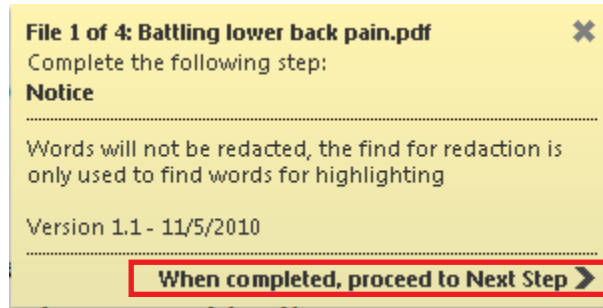 File 1 of 4: Battling lower back pain.pdf
Complete the following step:
Notice
Words will not be redacted, the find for redaction is
only used to find words for highlighting
Version 1.1 - 11/5/2010
When completed, proceed to Next Step